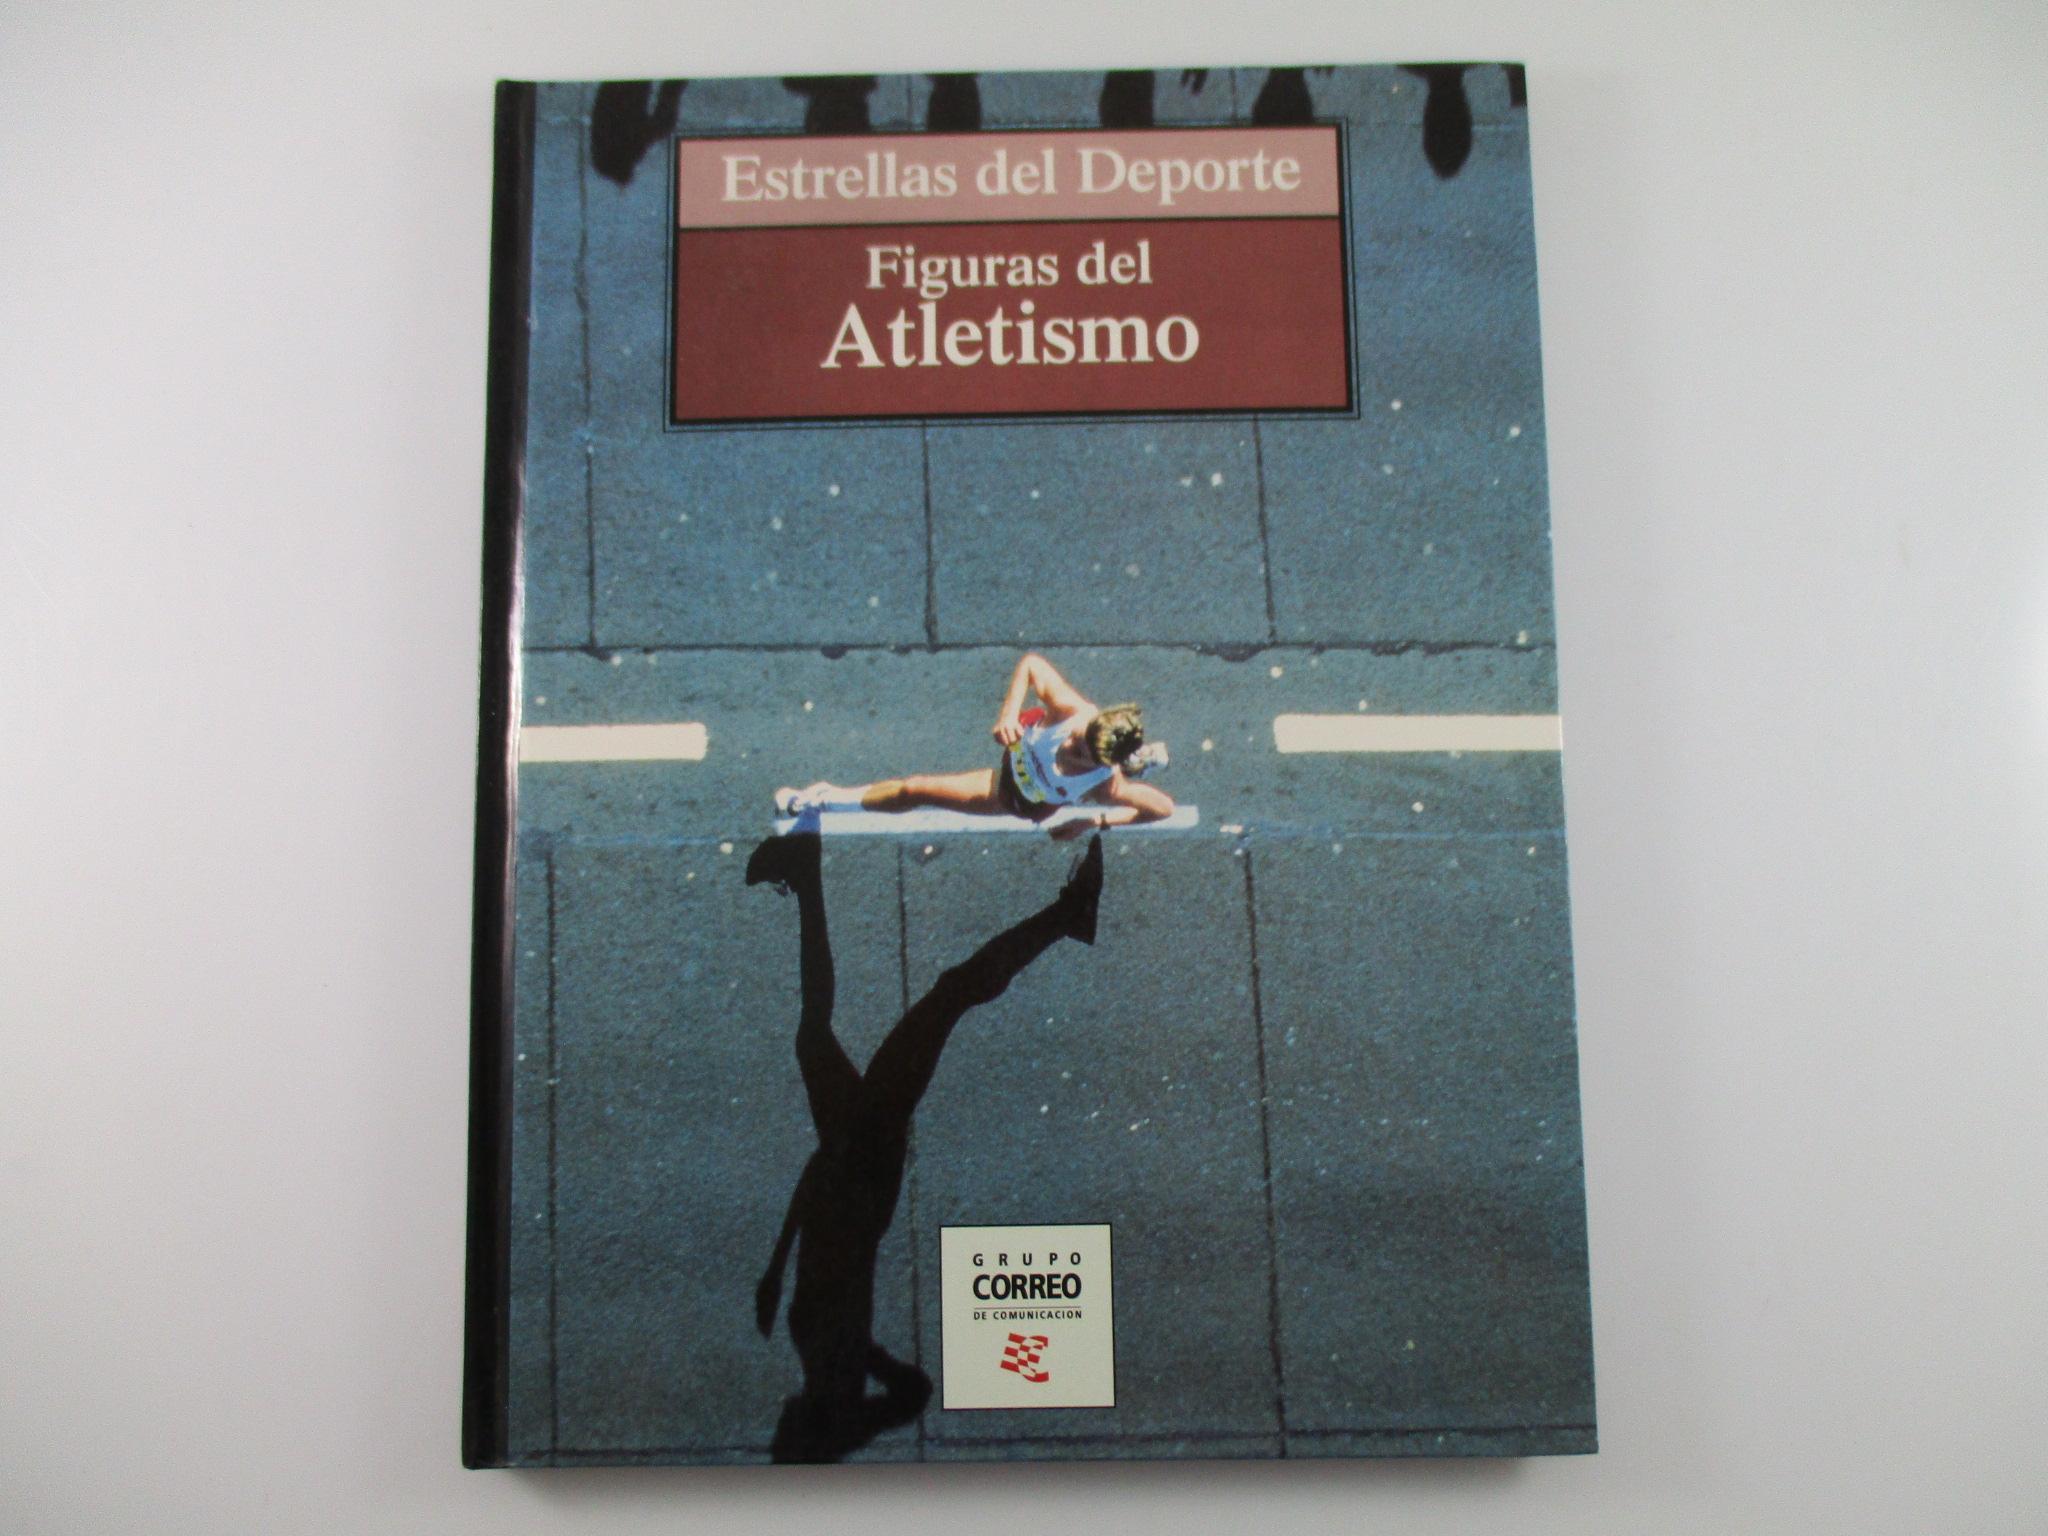 Estrellas del Deporte
Figuras del
Atletismo
GRUPO
CORREO
DE COMUNICACION